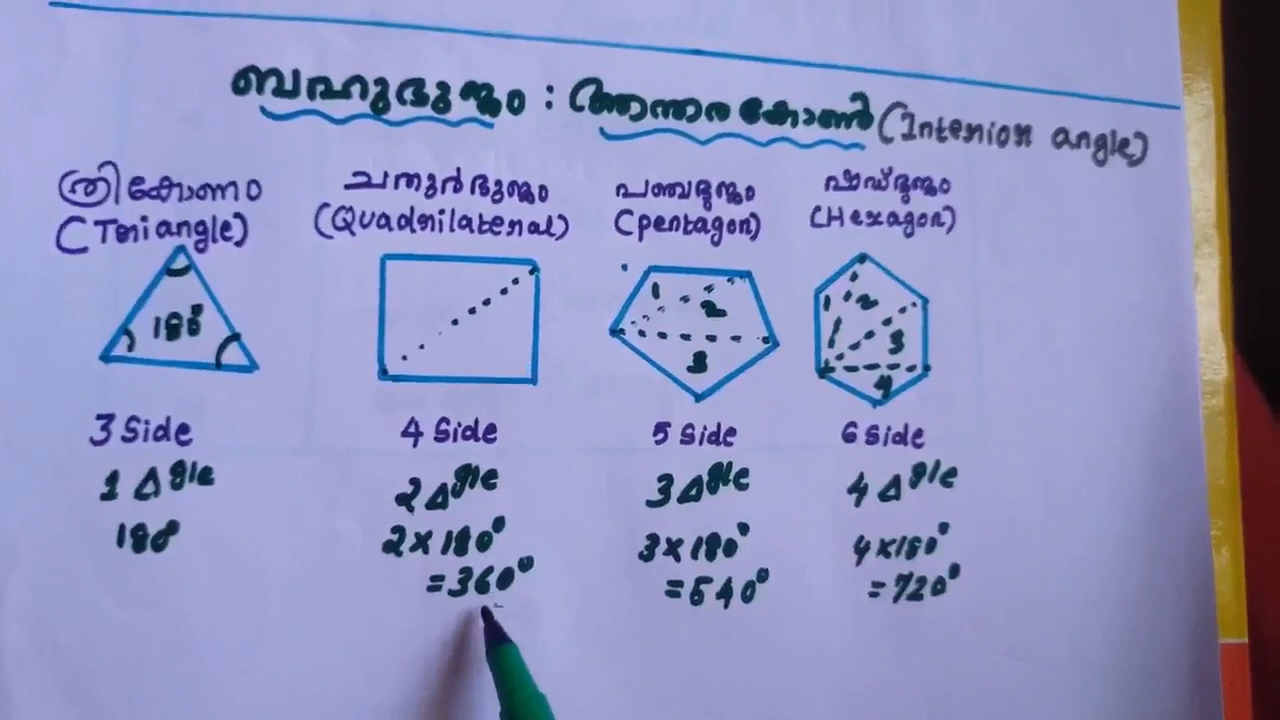 ബഹുഭുജം : ആന്തരകോൺ (Interior angle)
ത്രികോണം
(Triangle)
180°
3 Side
1 Δgle
180
ചതുർഭുജം
(Quadrilateral)
4 Side
2 Δgle
2 x 180°
= 360°
പഞ്ചഭുജം
(Pentagon)
1
2
3
5 Side
3 Δgle
3 x 180°
= 540°
ഷഡ്ഭുജം
(Hexagon)
1
2
3
4
6 Side
4 Δgle
4 x 180°
= 720°